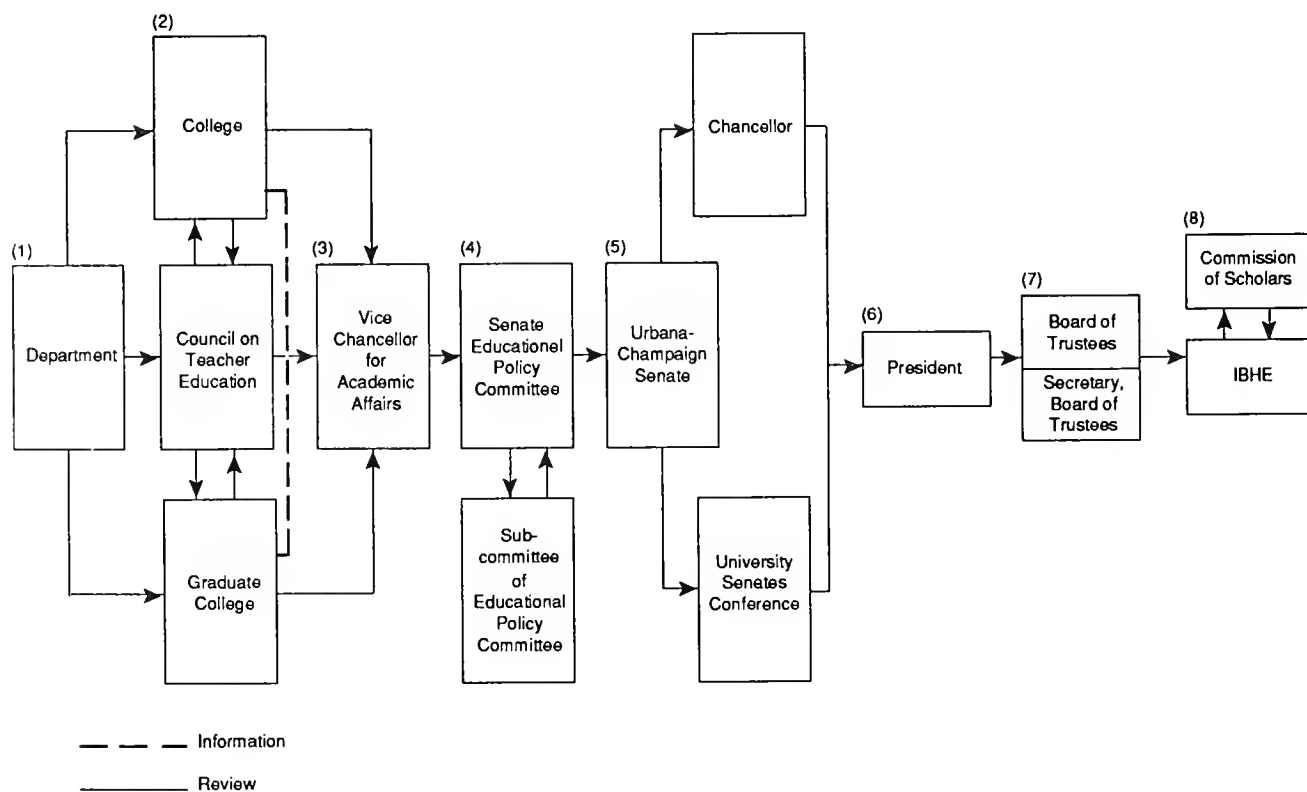 (2)
College
Chancellor
(1)
Department
Council on
Teacher
Education
(3)
Vice
Chancellor
for
Academic
Affairs
(4)
Senate
Educationel
Policy
Committee
(5)
Urbana-
Champaign
Senate
(6)
President
(7)
Board of
Trustees
Secretary,
Board of
Trustees
(8)
Commission
of Scholars
IBHE
Graduate
College
Sub-
committee
of
Educational
Policy
Committee
University
Senetes
Conference
Information
Review